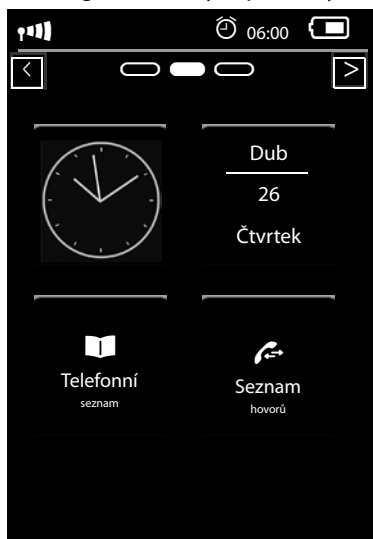 06:00
< >
Dub
26
Čtvrtek
Telefonní
seznam
Seznam
hovorů